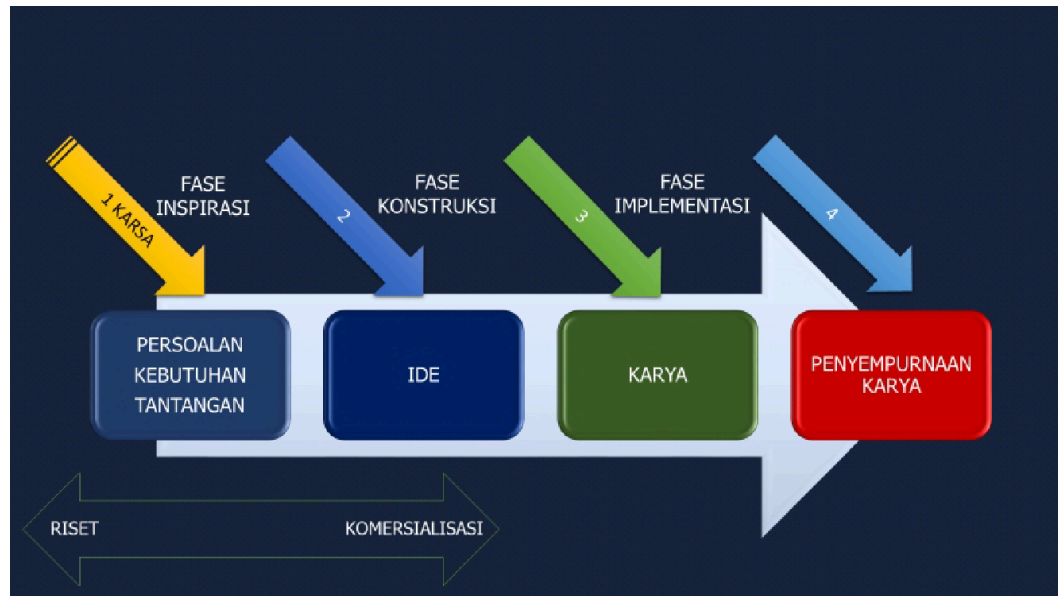 1 KARSA
FASE
INSPIRASI
2
FASE
KONSTRUKSI
3
FASE
IMPLEMENTASI
4
PERSOALAN
KEBUTUHAN
TANTANGAN
IDE
KARYA
PENYEMPURNAAN
KARYA
RISET
KOMERSIALISASI